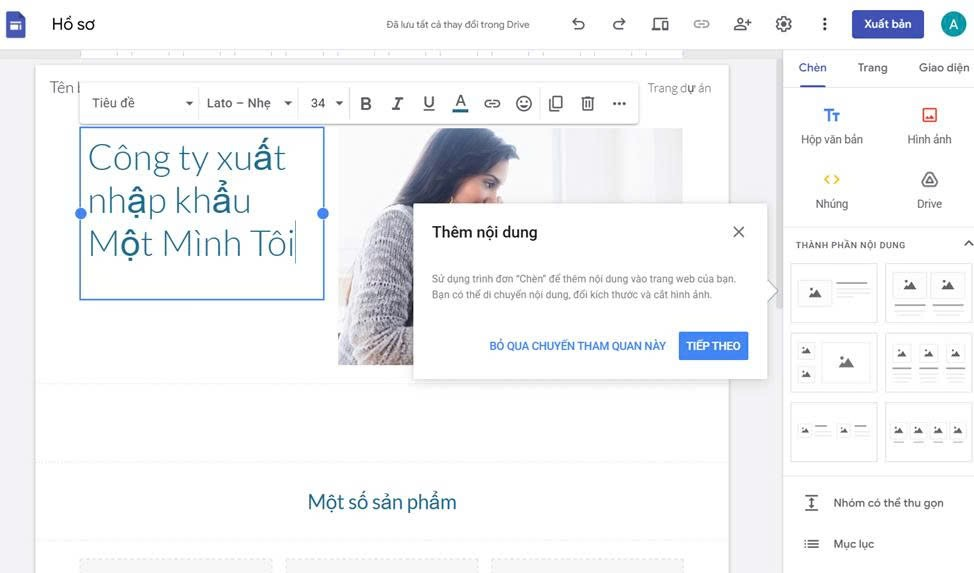 Hồ sơ
Đã lưu tất cả thay đổi trong Drive
Xuất bản
A
Tên
Trang dự án
Tiêu đề
Lato – Nhẹ
34
B I U A
Công ty xuất
nhập khẩu
Một Mình Tôi
Thêm nội dung
Sử dụng trình đơn "Chèn" để thêm nội dung vào trang web của bạn.
Bạn có thể di chuyển nội dung, đổi kích thước và cắt hình ảnh.
BỎ QUA CHUYẾN THAM QUAN NÀY
TIẾP THEO
Một số sản phẩm
Chèn
Trang
Giao diện
Tт
Hộp văn bản
Hình ảnh
Nhúng
Drive
THÀNH PHẦN NỘI DUNG
Nhóm có thể thu gọn
Mục lục